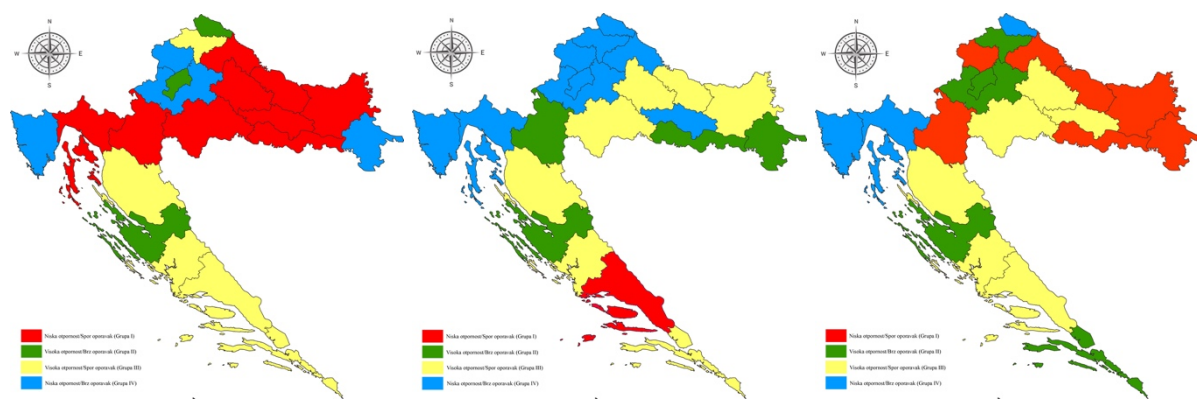 N
W E
S
Niska otpornost/Spor oporavak (Grupa I)
Visoka otpornost/Brz oporavak (Grupa II)
Visoka otpornost/Spor oporavak (Grupa III)
Niska otpornost/Brz oporavak (Grupa IV)
N
W E
S
Niska otpornost/Spor oporavak (Grupa I)
Visoka otpornost/Brz oporavak (Grupa II)
Visoka otpornost/Spor oporavak (Grupa III)
Niska otpornost/Brz oporavak (Grupa IV)
N
W E
S
Niska otpornost/Spor oporavak (Grupa I)
Visoka otpornost/Brz oporavak (Grupa II)
Visoka otpornost/Spor oporavak (Grupa III)
Niska otpornost/Brz oporavak (Grupa IV)